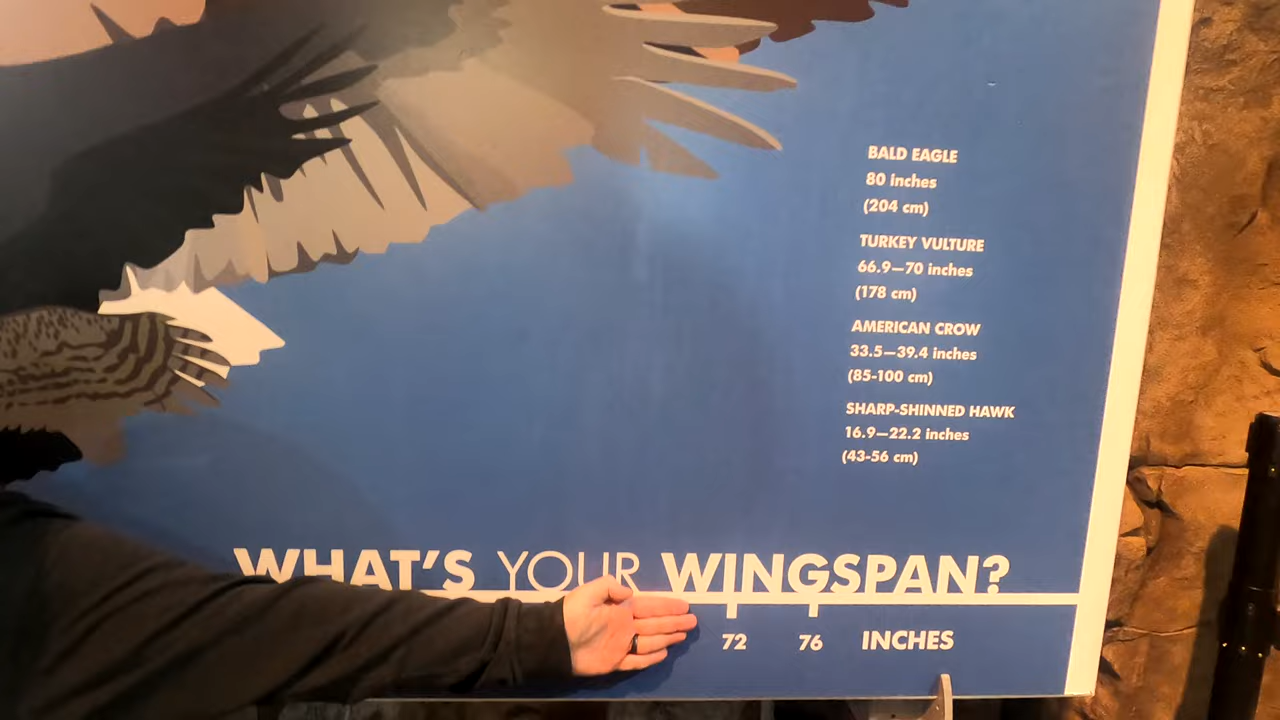 BALD EAGLE
80 inches
(204 cm)
TURKEY VULTURE
66.9–70 inches
(178 cm)
AMERICAN CROW
33.5–39.4 inches
(85-100 cm)
SHARP-SHINNED HAWK
16.9–22.2 inches
(43-56 cm)
WHAT'S YOUR WINGSPAN?
72 76 INCHES